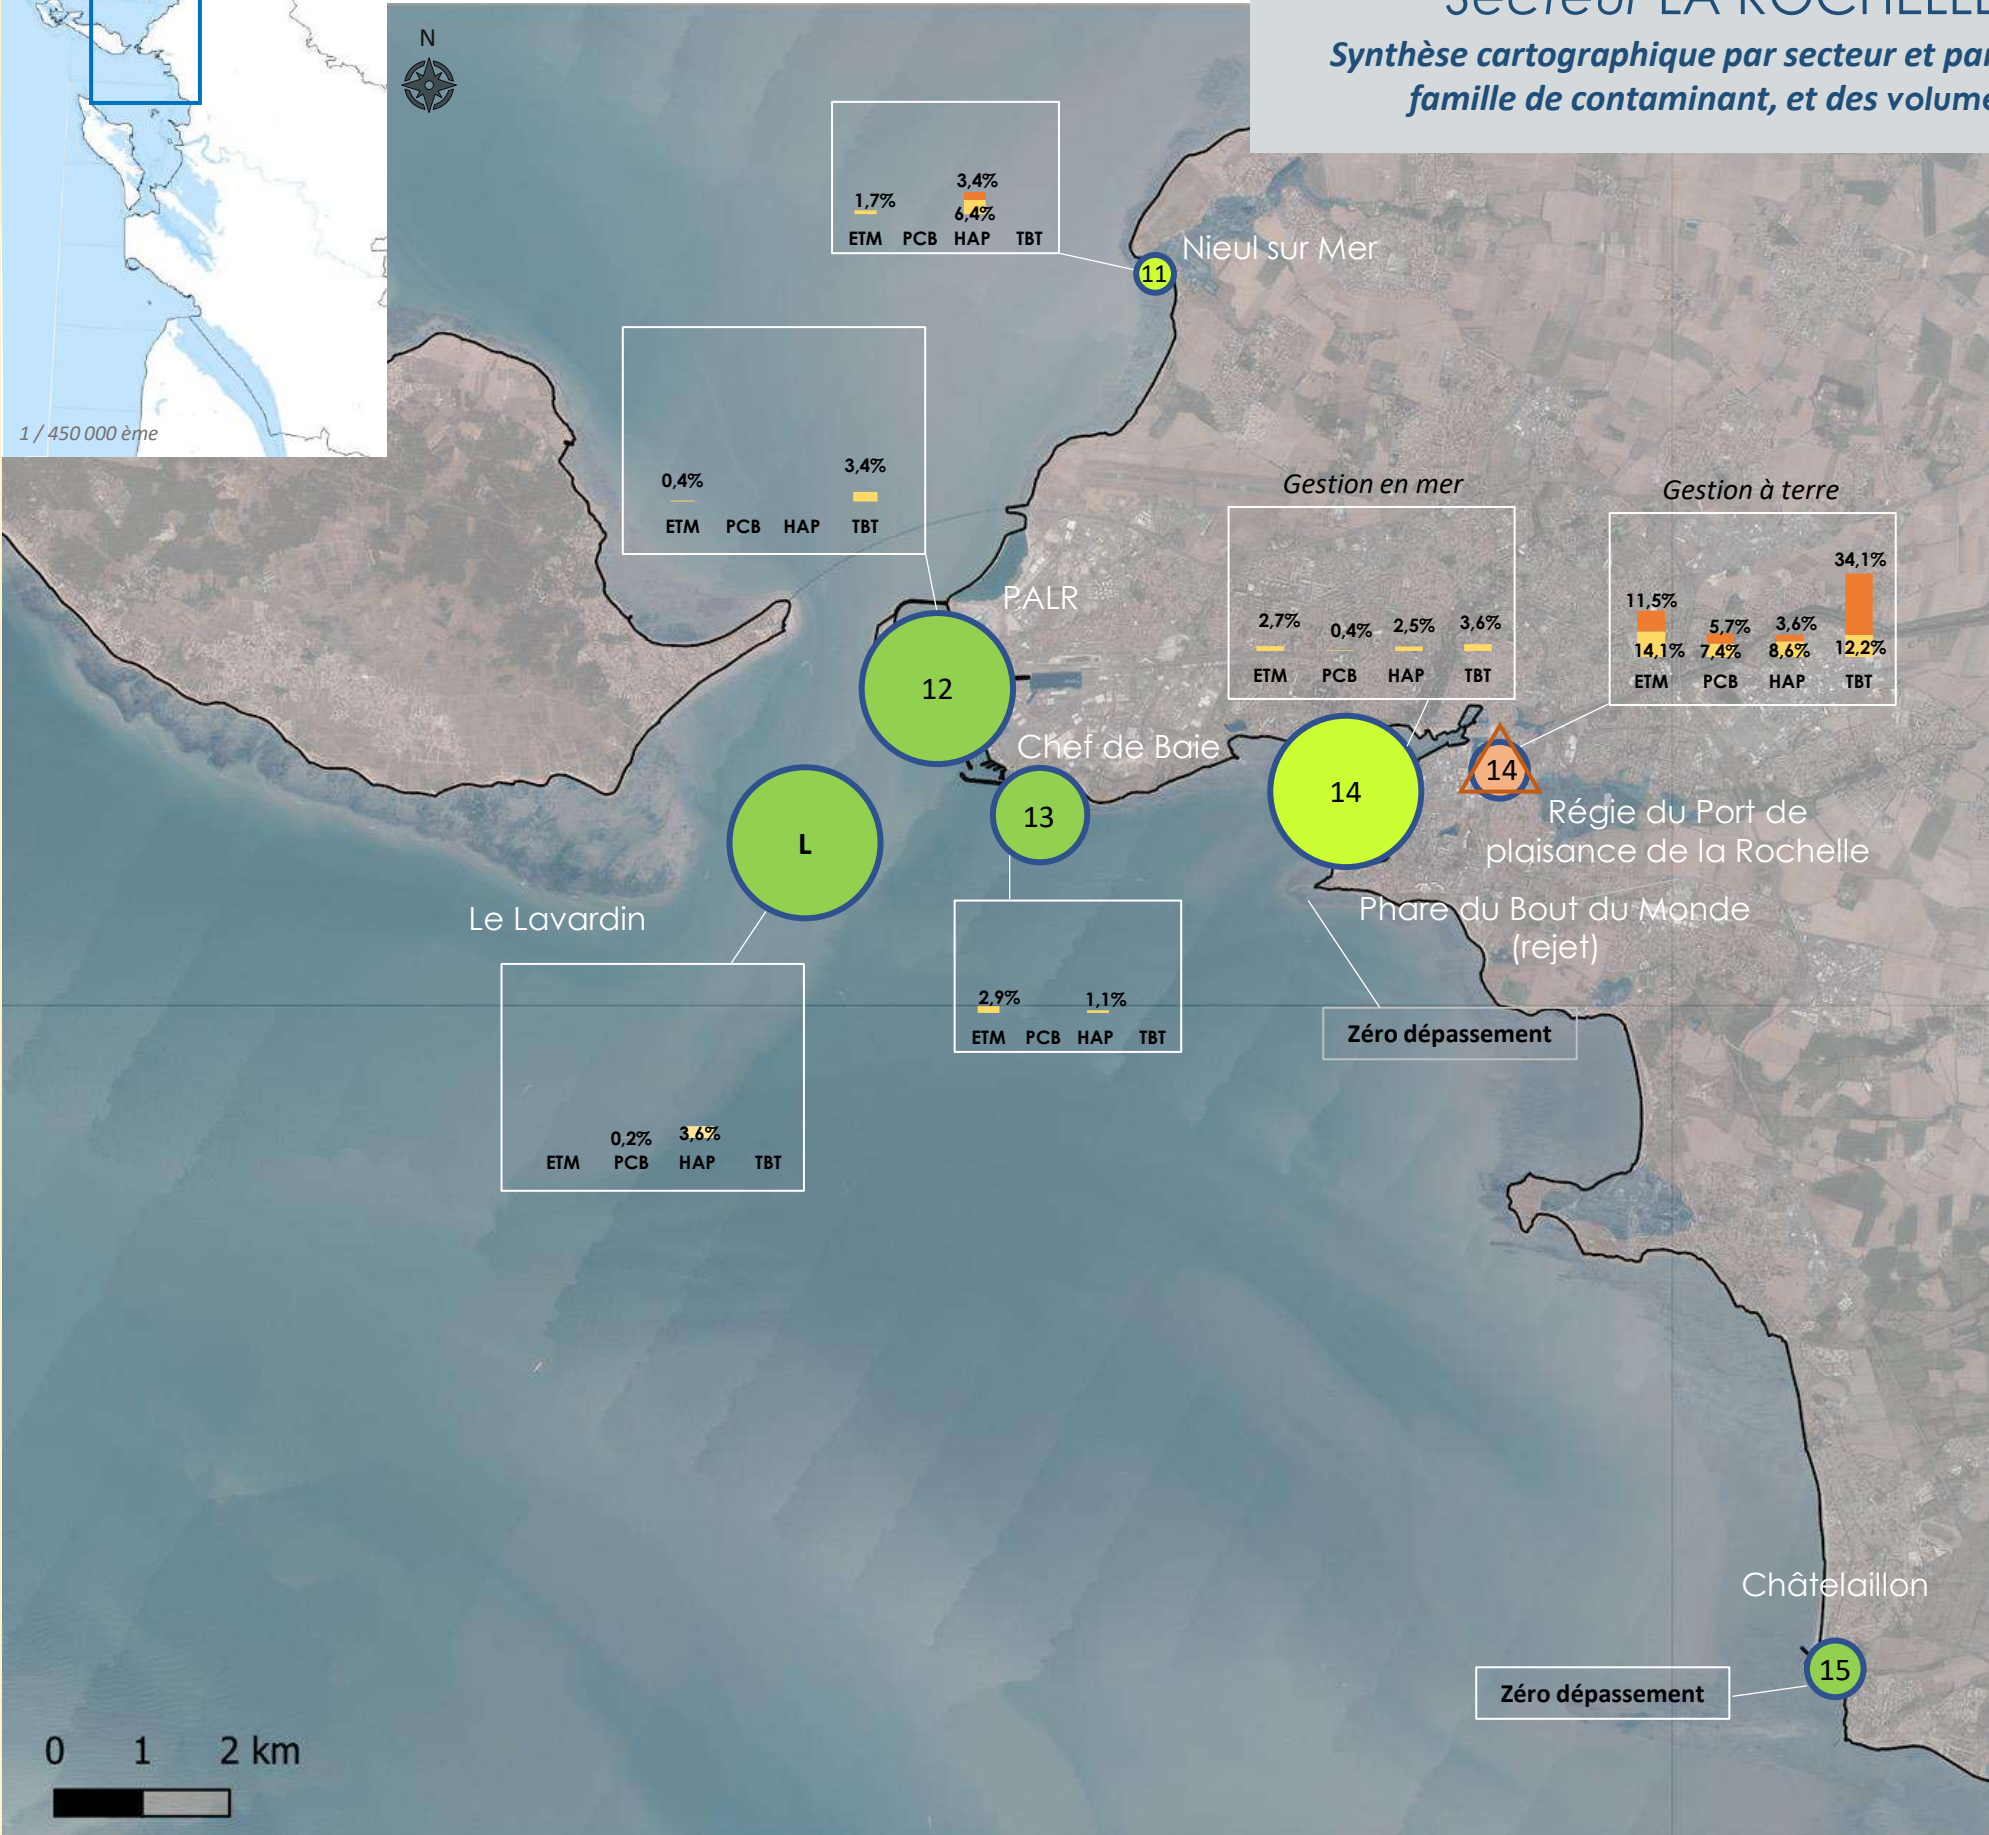 Secteur LA ROCHELLE
Synthèse cartographique par secteur et par
famille de contaminant, et des volume
N
1 / 450 000 ème
3,4%
1,7%
6,4%
ETM PCB HAP TBT
Nieul sur Mer
11
3,4%
0,4%
ETM PCB HAP TBT
PALR
12
Gestion en mer
2,7% 0,4% 2,5% 3,6%
ETM PCB HAP TBT
Gestion à terre
34,1%
11,5%
5,7% 3,6%
14,1% 7,4% 8,6% 12,2%
ETM PCB HAP TBT
Chef de Baie
13
14
14
Régie du Port de
plaisance de la Rochelle
L
Le Lavardin
Phare du Bout du Monde
(rejet)
2,9% 1,1%
ETM PCB HAP TBT
Zéro dépassement
0,2% 3,6%
ETM PCB HAP TBT
Châtelaillon
15
Zéro dépassement
0 1 2 km